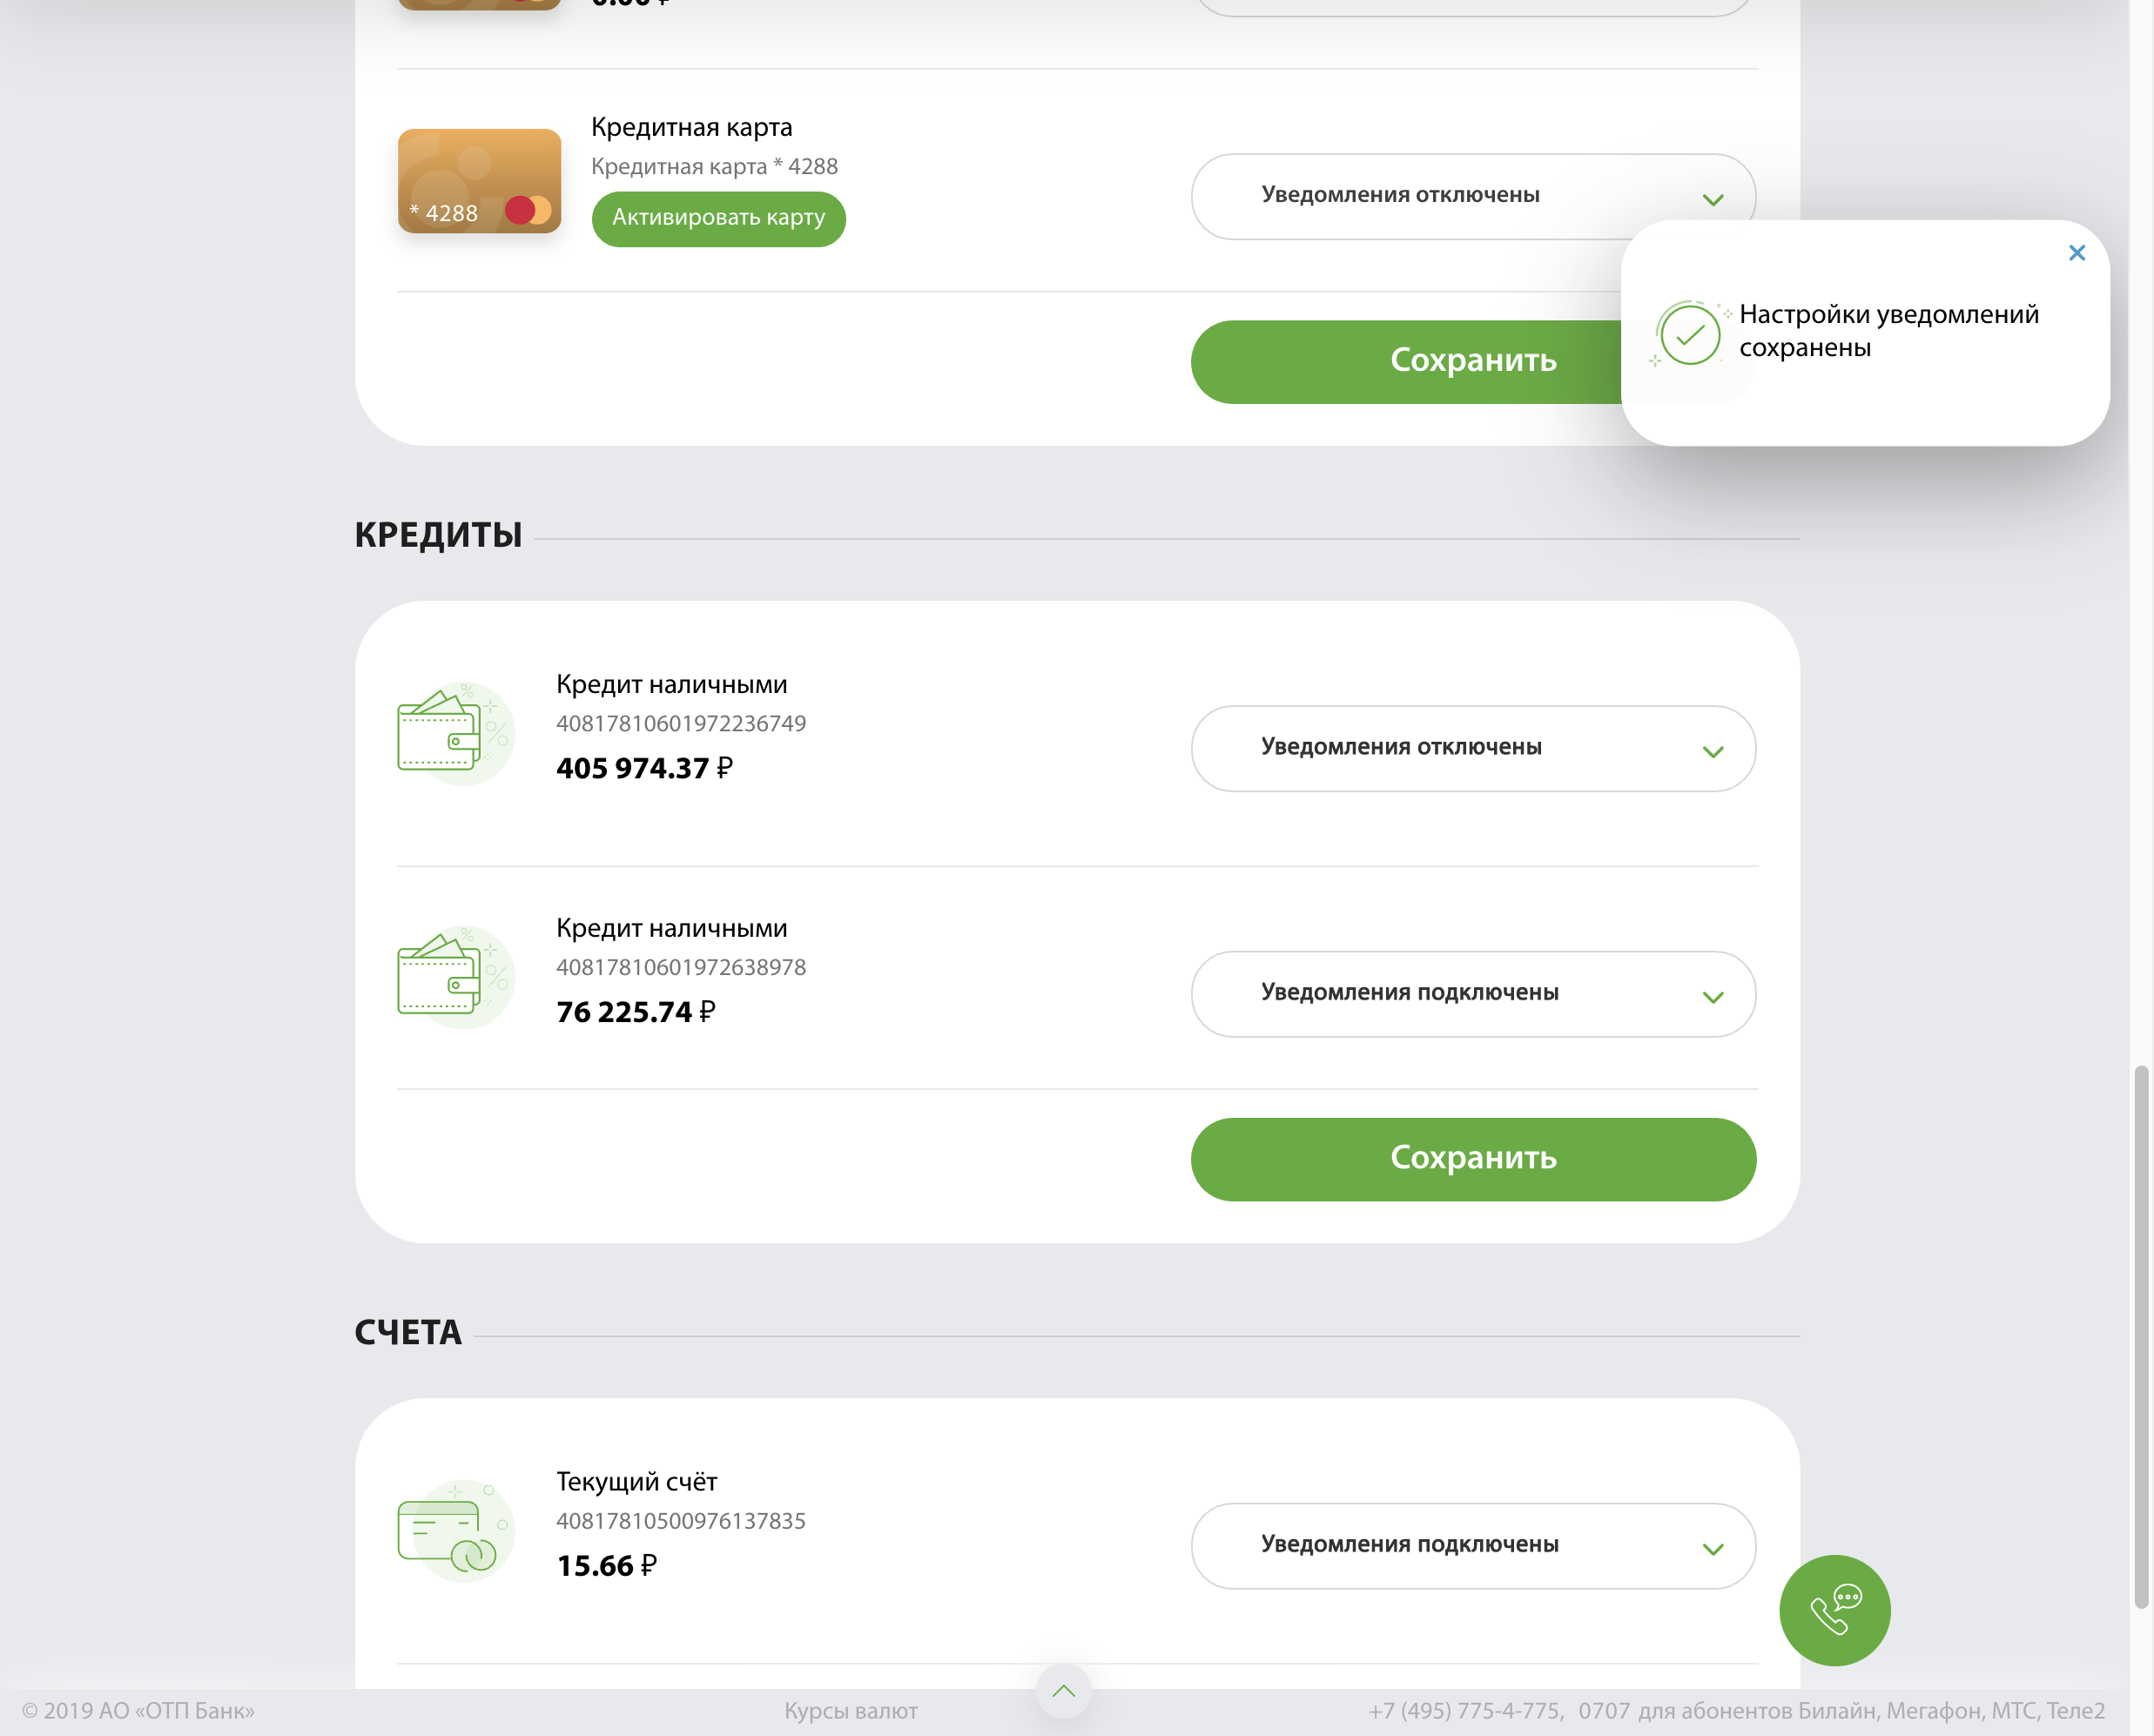 Кредитная карта
Кредитная карта * 4288
* 4288
Активировать карту
Уведомления отключены
Настройки уведомлений
сохранены
Сохранить
КРЕДИТЫ
Кредит наличными
40817810601972236749
405 974.37 ₽
Уведомления отключены
Кредит наличными
40817810601972638978
76 225.74 ₽
Уведомления подключены
Сохранить
СЧЕТА
Текущий счёт
40817810500976137835
15.66 ₽
Уведомления подключены
© 2019 АО «ОТП Банк»
Курсы валют
+7 (495) 775-4-775, 0707 для абонентов Билайн, Мегафон, МТС, Теле2